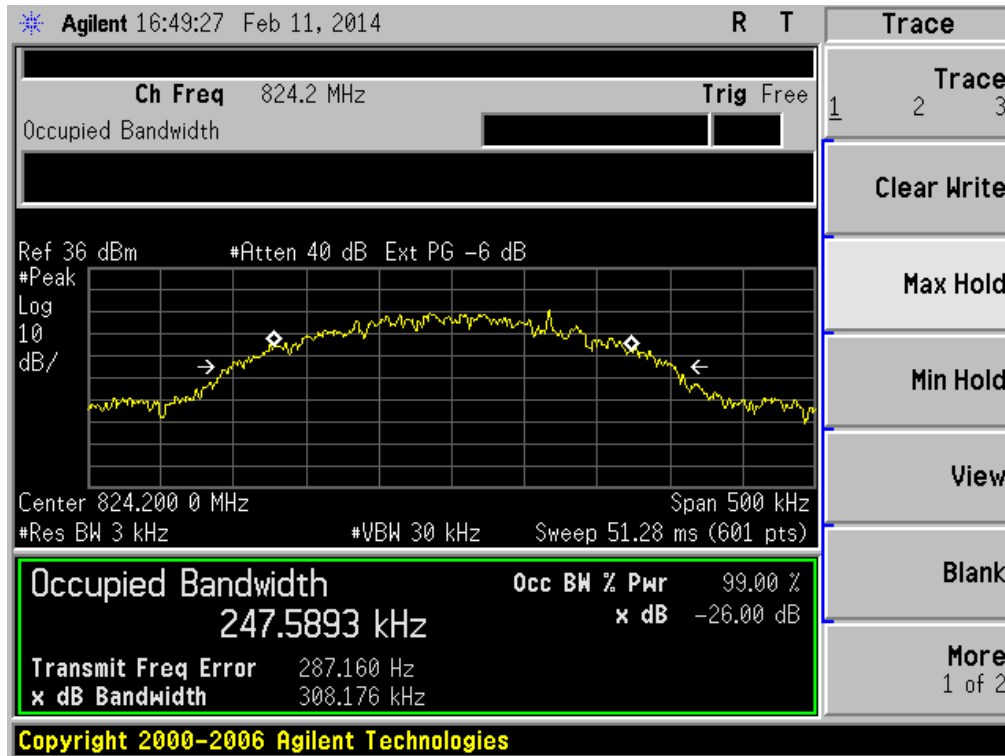 Agilent 16:49:27 Feb 11, 2014 R T
Trace
Ch Freq 824.2 MHz Trig Free
Occupied Bandwidth
Ref 36 dBm #Atten 40 dB Ext PG -6 dB
#Peak
Log
10
dB/
Center 824.200 0 MHz Span 500 kHz
#Res BW 3 kHz #VBW 30 kHz Sweep 51.28 ms (601 pts)
Occupied Bandwidth
247.5893 kHz
Occ BW % Pwr 99.00 %
x dB -26.00 dB
Transmit Freq Error 287.160 Hz
x dB Bandwidth 308.176 kHz
Copyright 2000-2006 Agilent Technologies
Trace
1 2 3
Clear Write
Max Hold
Min Hold
View
Blank
More
1 of 2